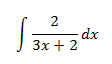 ∫ 2/(3x + 2) dx